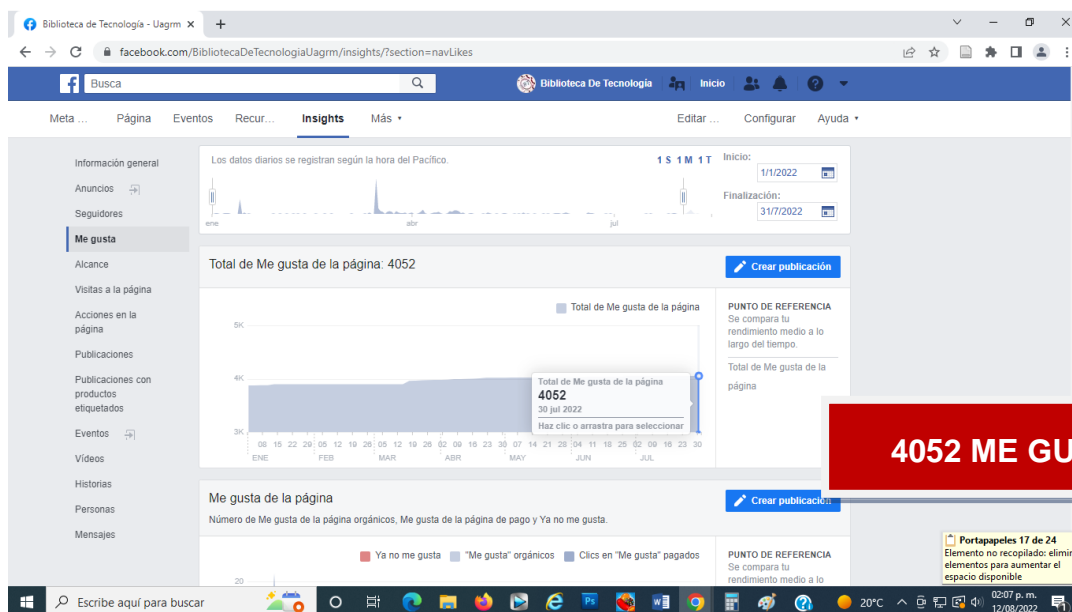 Biblioteca de Tecnología - Uagrm
facebook.com/BibliotecaDeTecnologiaUagrm/insights/?section=navLikes
Busca
Biblioteca De Tecnología
Inicio
Meta ...
Página
Eventos
Recur...
Insights
Más
Editar ...
Configurar
Ayuda
Información general
Anuncios
Seguidores
Me gusta
Alcance
Visitas a la página
Acciones en la
página
Publicaciones
Publicaciones con
productos
etiquetados
Eventos
Vídeos
Historias
Personas
Mensajes
Los datos diarios se registran según la hora del Pacífico.
1 S 1 M 1 T
Inicio:
1/1/2022
Finalización:
31/7/2022
ene abr jul
Total de Me gusta de la página: 4052
Crear publicación
Total de Me gusta de la página
5K
4K
3K
Total de Me gusta de la página
4052
30 jul 2022
Haz clic o arrastra para seleccionar
08 15 22 29 05 12 19 26 05 12 19 26 02 09 16 23 30 07 14 21 28 04 11 18 25 02 09 16 23 30
ENE FEB MAR ABR MAY JUN JUL
PUNTO DE REFERENCIA
Se compara tu
rendimiento medio a lo
largo del tiempo.
Total de Me gusta de la
página
4052 ME GU
Me gusta de la página
Número de Me gusta de la página orgánicos, Me gusta de la página de pago y Ya no me gusta.
Crear publicación
Ya no me gusta
"Me gusta" orgánicos
Clics en "Me gusta" pagados
20
PUNTO DE REFERENCIA
Se compara tu
rendimiento medio a lo
Portapapeles 17 de 24
Elemento no recopilado: elimin
elementos para aumentar el
espacio disponible
Escribe aquí para buscar
20°C
02:07 p. m.
12/08/2022